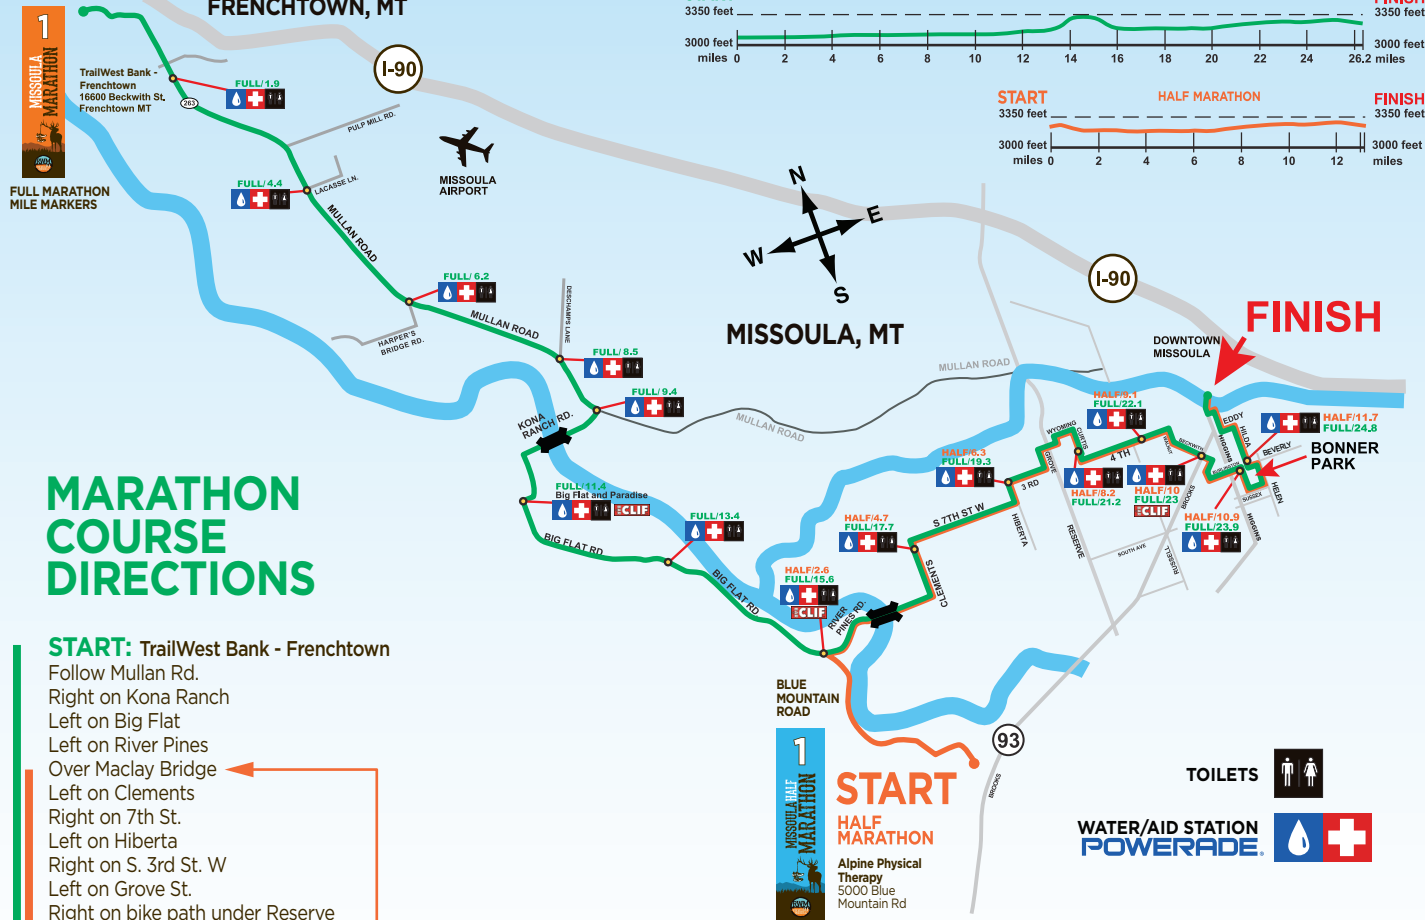 FRENCHTOWN, MT
1
MISSOULA
MARATHON
FULL MARATHON
MILE MARKERS
TrailWest Bank -
Frenchtown
16600 Beckwith St.
Frenchtown MT
263
FULL/1.9
I-90
PULP MILL RD.
MISSOULA
AIRPORT
FULL/4.4
LACASSE LN.
MULLAN ROAD
FULL/ 6.2
HARPER'S
BRIDGE RD.
MULLAN ROAD
DESCHAMPS LANE
FULL/ 8.5
FULL/ 9.4
KONA
RANCH RD.
MULLAN ROAD
MULLAN ROAD
FINISH
3350 feet
3350 feet
3000 feet
3000 feet
miles 0 2 4 6 8 10 12 14 16 18 20 22 24 26.2 miles
START
HALF MARATHON
FINISH
3350 feet
3350 feet
3000 feet
3000 feet
miles 0 2 4 6 8 10 12 miles
N
E
W
S
MISSOULA, MT
I-90
FINISH
DOWNTOWN
MISSOULA
HALF/9.1
FULL/22.1
HALF/11.7
FULL/24.8
BONNER
PARK
EDDY
HILDA
BEVERLY
HIGGINS
HELEN
SUSSEX
HIGGINS
BECKWITH
WYOMING
CURTIS
GROVE
4 TH
3 RD
HALF/6.3
FULL/19.3
HALF/8.2
FULL/21.2
HALF/10
FULL/23
CLIF
BROOKS
HALF/10.9
FULL/23.9
S 7TH ST W
HIBERTA
RESERVE
SOUTH AVE
RUSSELL
HALF/4.7
FULL/17.7
CLEMENTS
FULL/11.4
Big Flat and Paradise
CLIF
BIG FLAT RD
FULL/13.4
BIG FLAT RD
HALF/2.6
FULL/15.6
CLIF
RIVER
PINES RD.
BLUE
MOUNTAIN
ROAD
93
BROOKS
1
MISSOULA HALF
MARATHON
START
HALF
MARATHON
Alpine Physical
Therapy
5000 Blue
Mountain Rd
TOILETS
WATER/AID STATION
POWERADE
MARATHON
COURSE
DIRECTIONS
START: TrailWest Bank - Frenchtown
Follow Mullan Rd.
Right on Kona Ranch
Left on Big Flat
Left on River Pines
Over Maclay Bridge
Left on Clements
Right on 7th St.
Left on Hiberta
Right on S. 3rd St. W
Left on Grove St.
Right on bike path under Reserve